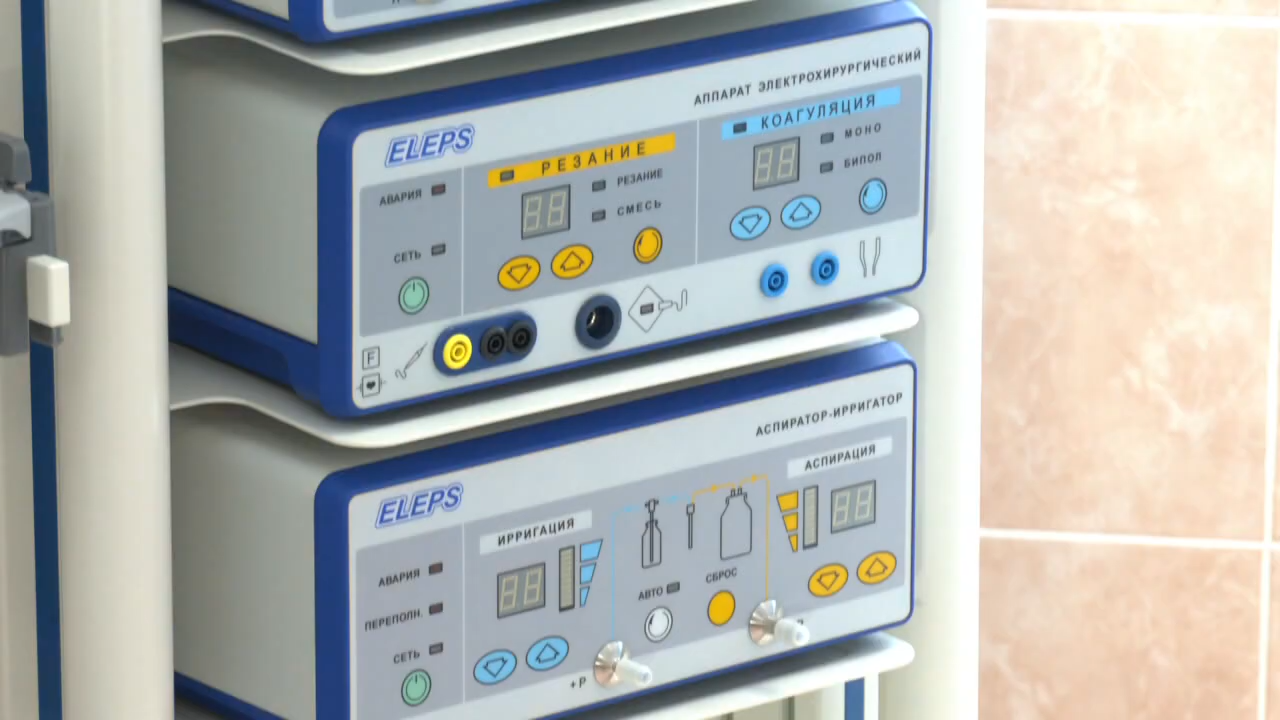 АППАРАТ ЭЛЕКТРОХИРУРГИЧЕСКИЙ
ELEPS
РЕЗАНИЕ
КОАГУЛЯЦИЯ
АВАРИЯ
РЕЗАНИЕ
МОНО
СМЕСЬ
БИПОЛ
СЕТЬ
F
АСПИРАТОР-ИРРИГАТОР
ELEPS
ИРРИГАЦИЯ
АСПИРАЦИЯ
АВАРИЯ
ПЕРЕПОЛН.
АВТО
СБРОС
СЕТЬ
+P